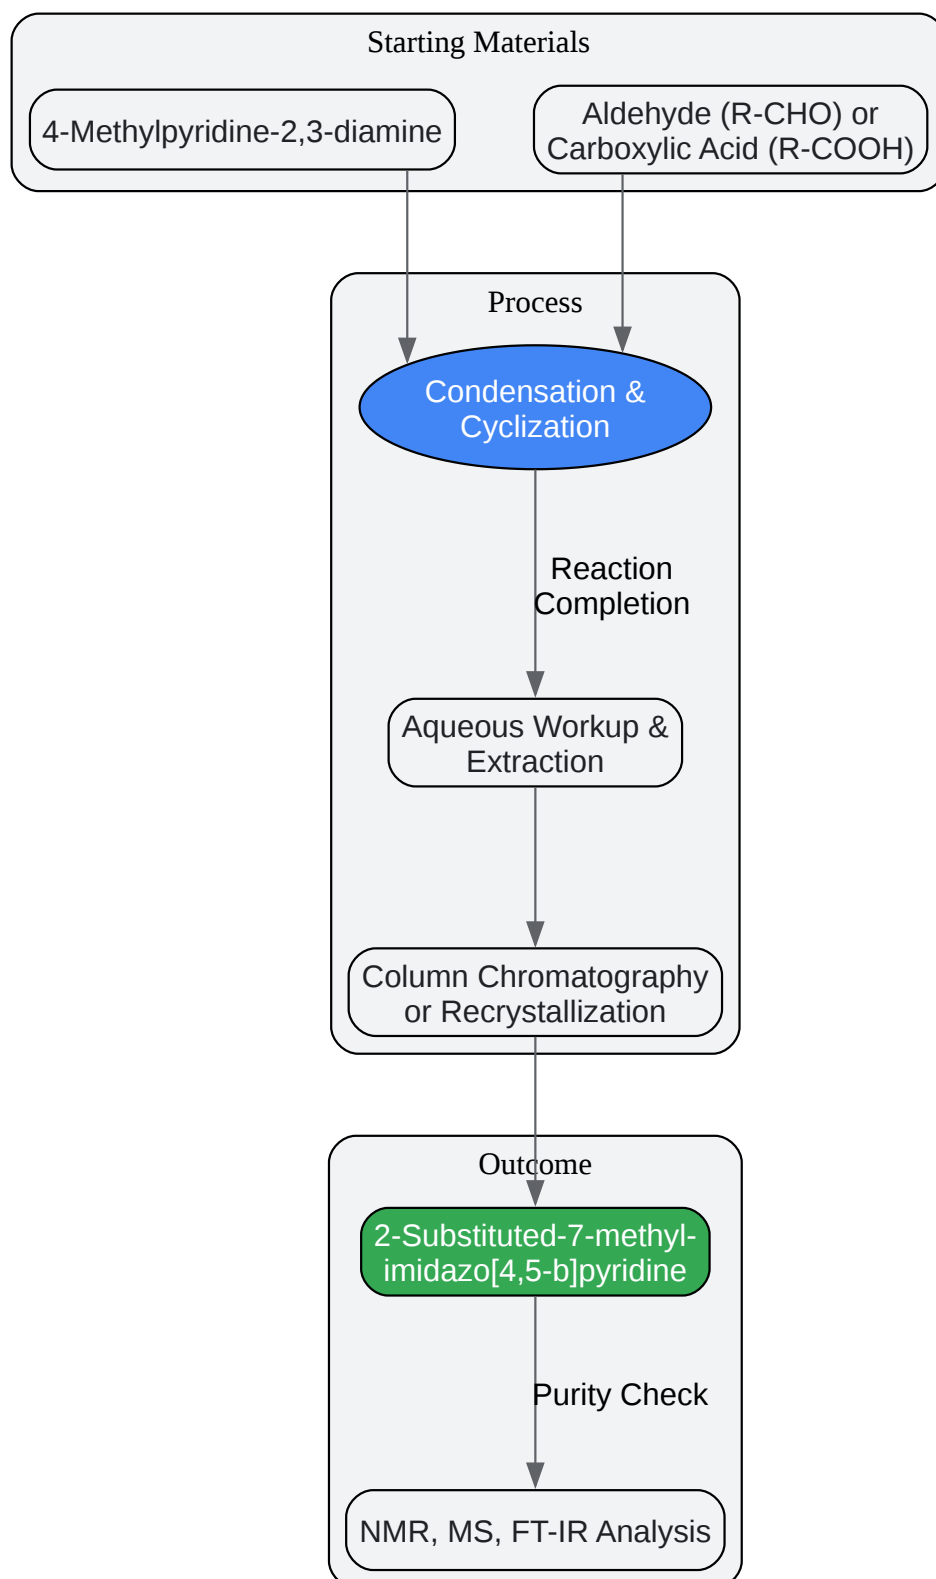 Starting Materials
4-Methylpyridine-2,3-diamine
Aldehyde (R-CHO) or
Carboxylic Acid (R-COOH)
Process
Condensation &
Cyclization
Reaction
Completion
Aqueous Workup &
Extraction
Column Chromatography
or Recrystallization
Outcome
2-Substituted-7-methyl-
imidazo[4,5-b]pyridine
Purity Check
NMR, MS, FT-IR Analysis